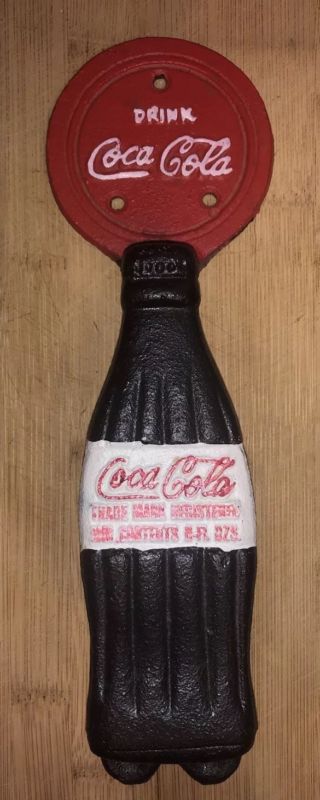 DRINK
Coca Cola
Coca Cola
TRADE MARK REGISTERED
MIN. CONTENTS 6-FL. OZS.